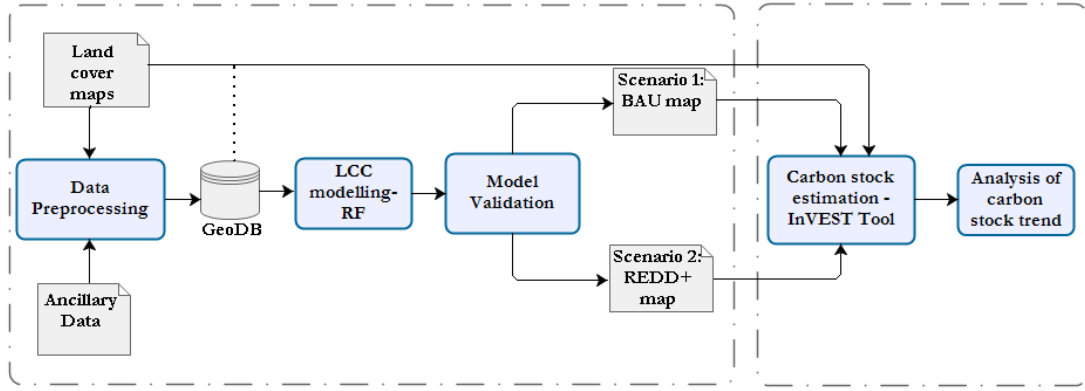 Land
cover
maps
Data
Preprocessing
Ancillary
Data
GeoDB
LCC
modelling-
RF
Model
Validation
Scenario 1:
BAU map
Scenario 2:
REDD+
map
Carbon stock
estimation -
InVEST Tool
Analysis of
carbon
stock trend